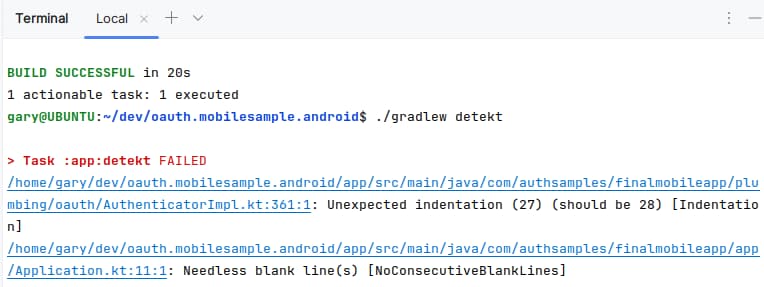 Terminal Local
BUILD SUCCESSFUL in 20s
1 actionable task: 1 executed
gary@UBUNTU:~/dev/oauth.mobilesample.android$ ./gradlew detekt
> Task :app:detekt FAILED
/home/gary/dev/oauth.mobilesample.android/app/src/main/java/com/authsamples/finalmobileapp/plu
mbing/oauth/AuthenticatorImpl.kt:361:1: Unexpected indentation (27) (should be 28) [Indentatio
n]
/home/gary/dev/oauth.mobilesample.android/app/src/main/java/com/authsamples/finalmobileapp/app
/Application.kt:11:1: Needless blank line(s) [NoConsecutiveBlankLines]